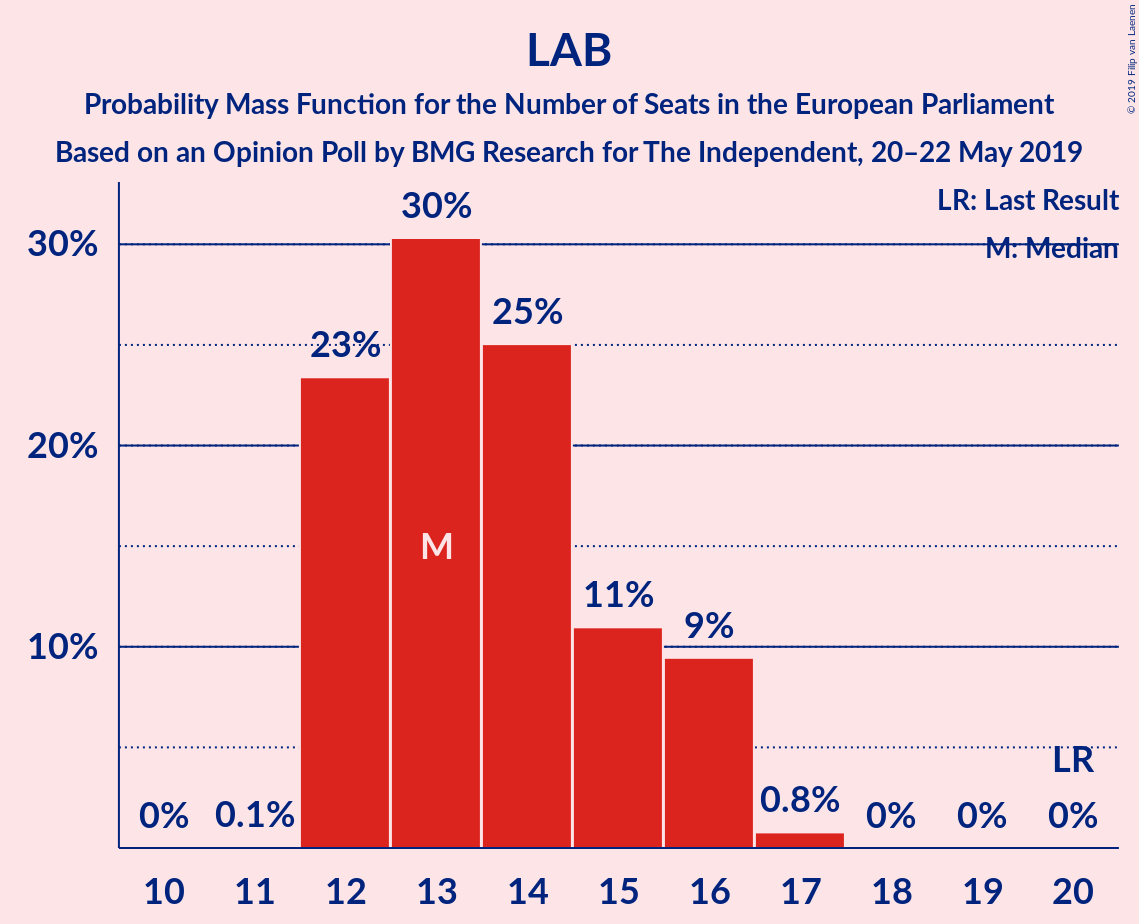 LAB
Probability Mass Function for the Number of Seats in the European Parliament
Based on an Opinion Poll by BMG Research for The Independent, 20–22 May 2019
© 2019 Filip van Laenen
LR: Last Result
M: Median
30%
20%
10%
0%
0.1%
23%
30%
M
25%
11%
9%
0.8%
0%
0%
LR
0%
10 11 12 13 14 15 16 17 18 19 20